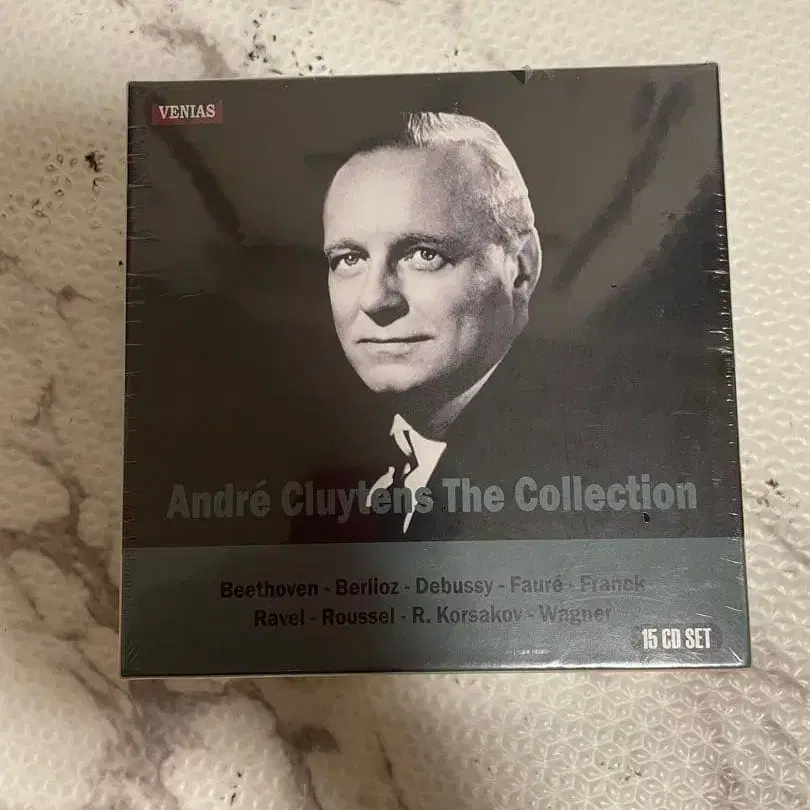 VENIAS
André Cluytens The Collection
Beethoven - Berlioz - Debussy - Fauré - Franck
Ravel - Roussel - R. Korsakov - Wagner
15 CD SET